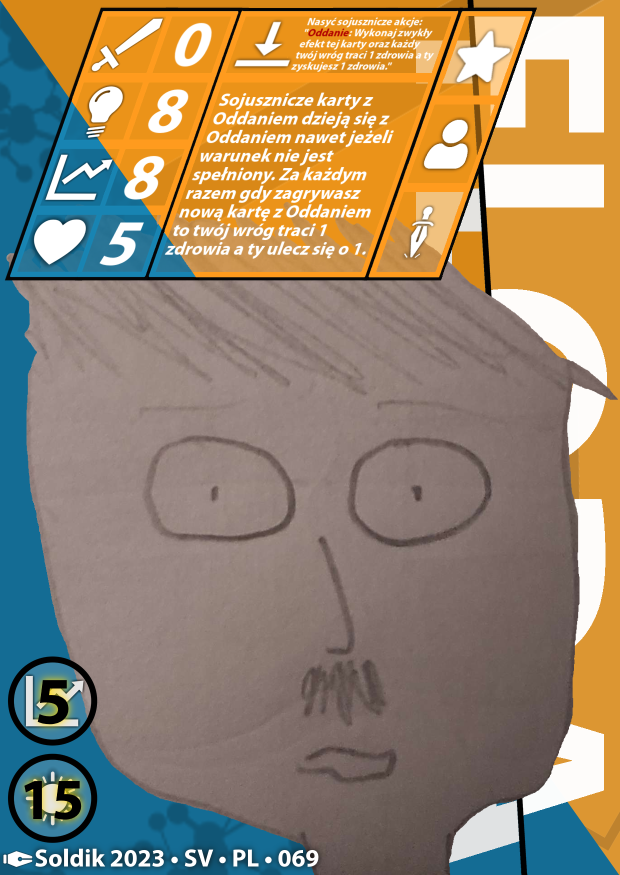 0
8
8
5
Nasyć sojusznicze akcje:
"Oddanie: Wykonaj zwykły
efekt tej karty oraz każdy
twój wróg traci 1 zdrowia a ty
zyskujesz 1 zdrowia."
Sojusznicze karty z
Oddaniem dzieją się z
Oddaniem nawet jeżeli
warunek nie jest
spełniony. Za każdym
razem gdy zagrywasz
nową kartę z Oddaniem
to twój wróg traci 1
zdrowia a ty ulecz się o 1.
5
15
Soldik 2023 • SV • PL • 069